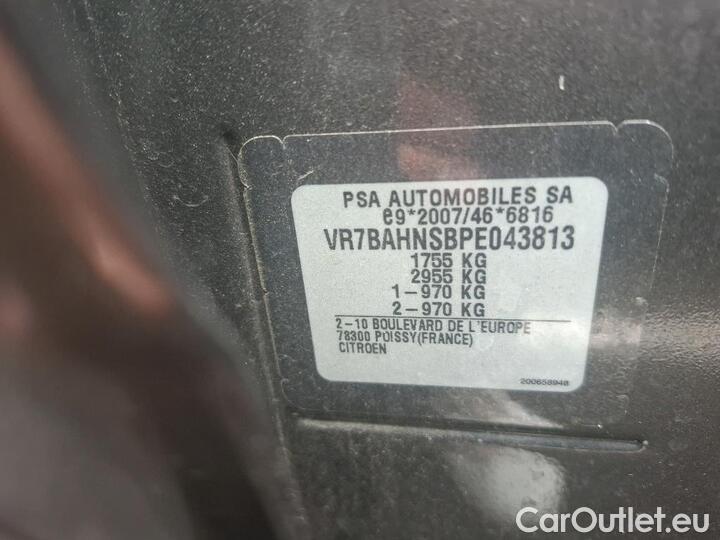 PSA AUTOMOBILES SA
e9*2007/46*6816
VR7BAHNSBPE043813
1755 KG
2955 KG
1-970 KG
2-970 KG
2-10 BOULEVARD DE L'EUROPE
78300 POISSY(FRANCE)
CITROEN
200658948
CarOutlet.eu